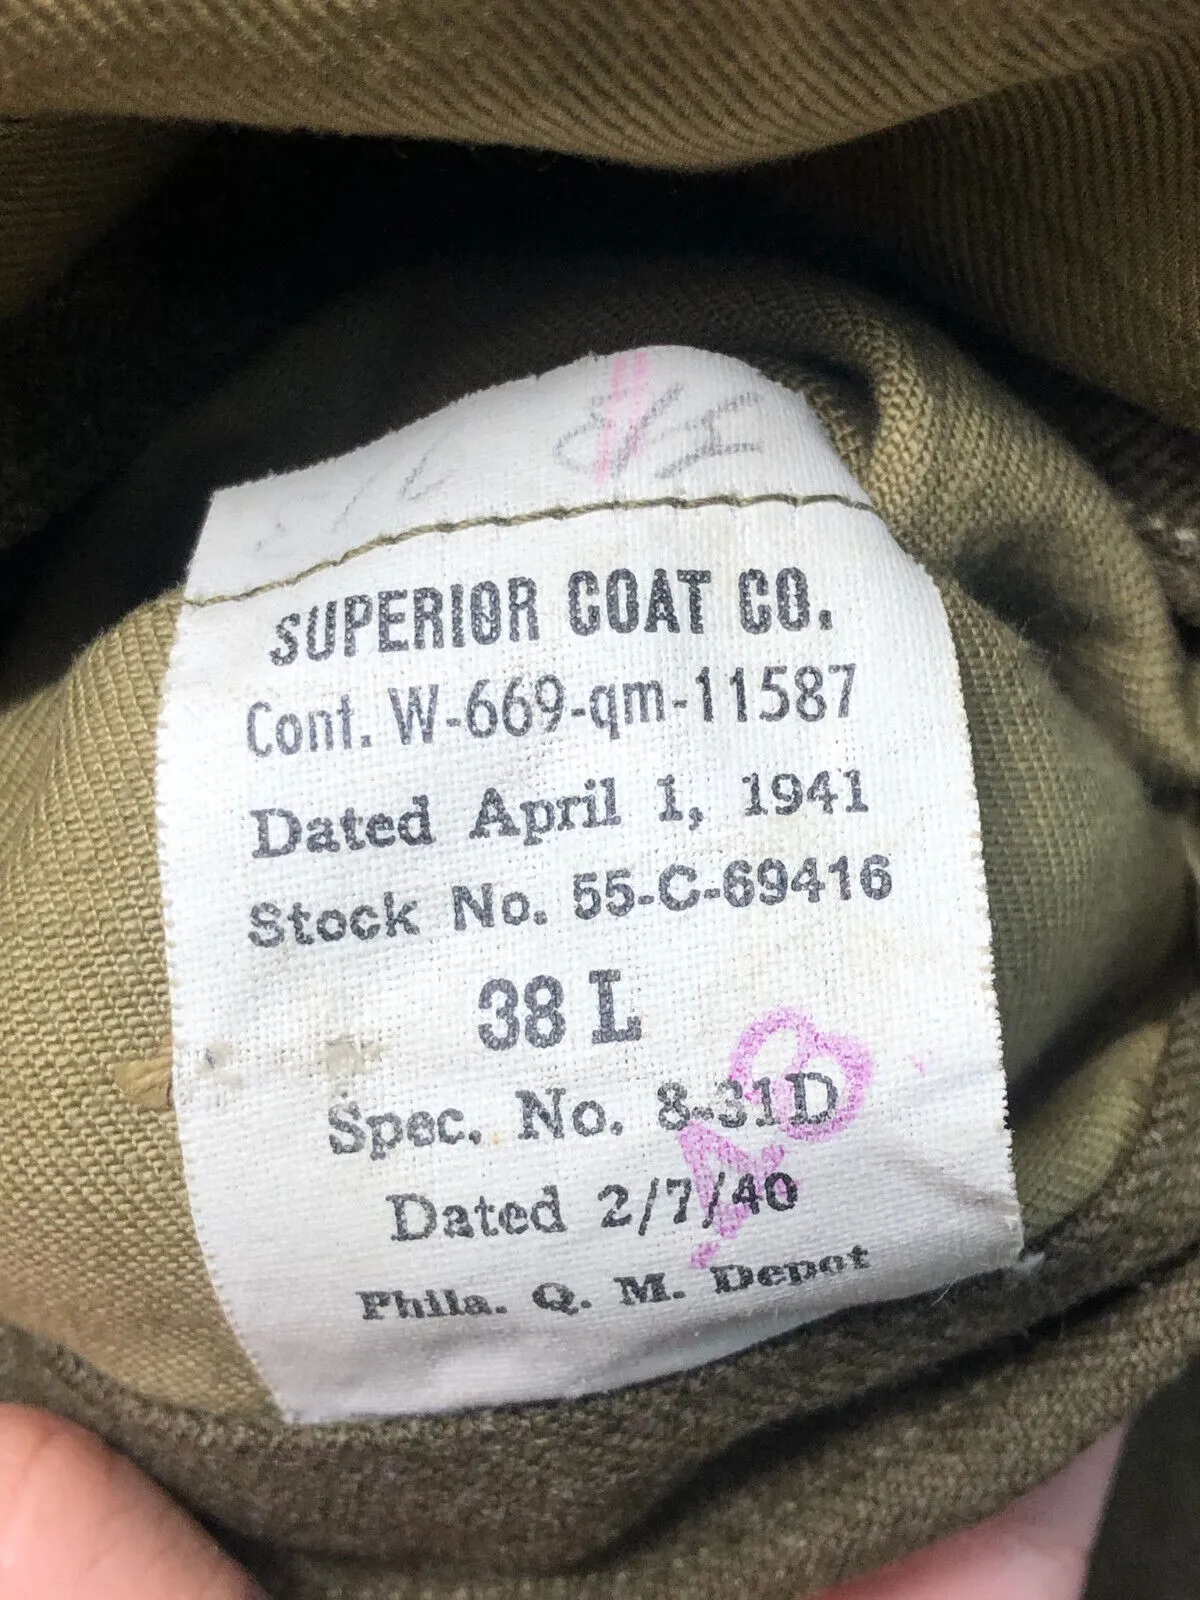 SUPERIOR COAT CO.
Cont. W-669-qm-11587
Dated April 1, 1941
Stock No. 55-C-69416
38 L
Spec. No. 8-31D
Dated 2/7/40
Phila. Q. M. Depot